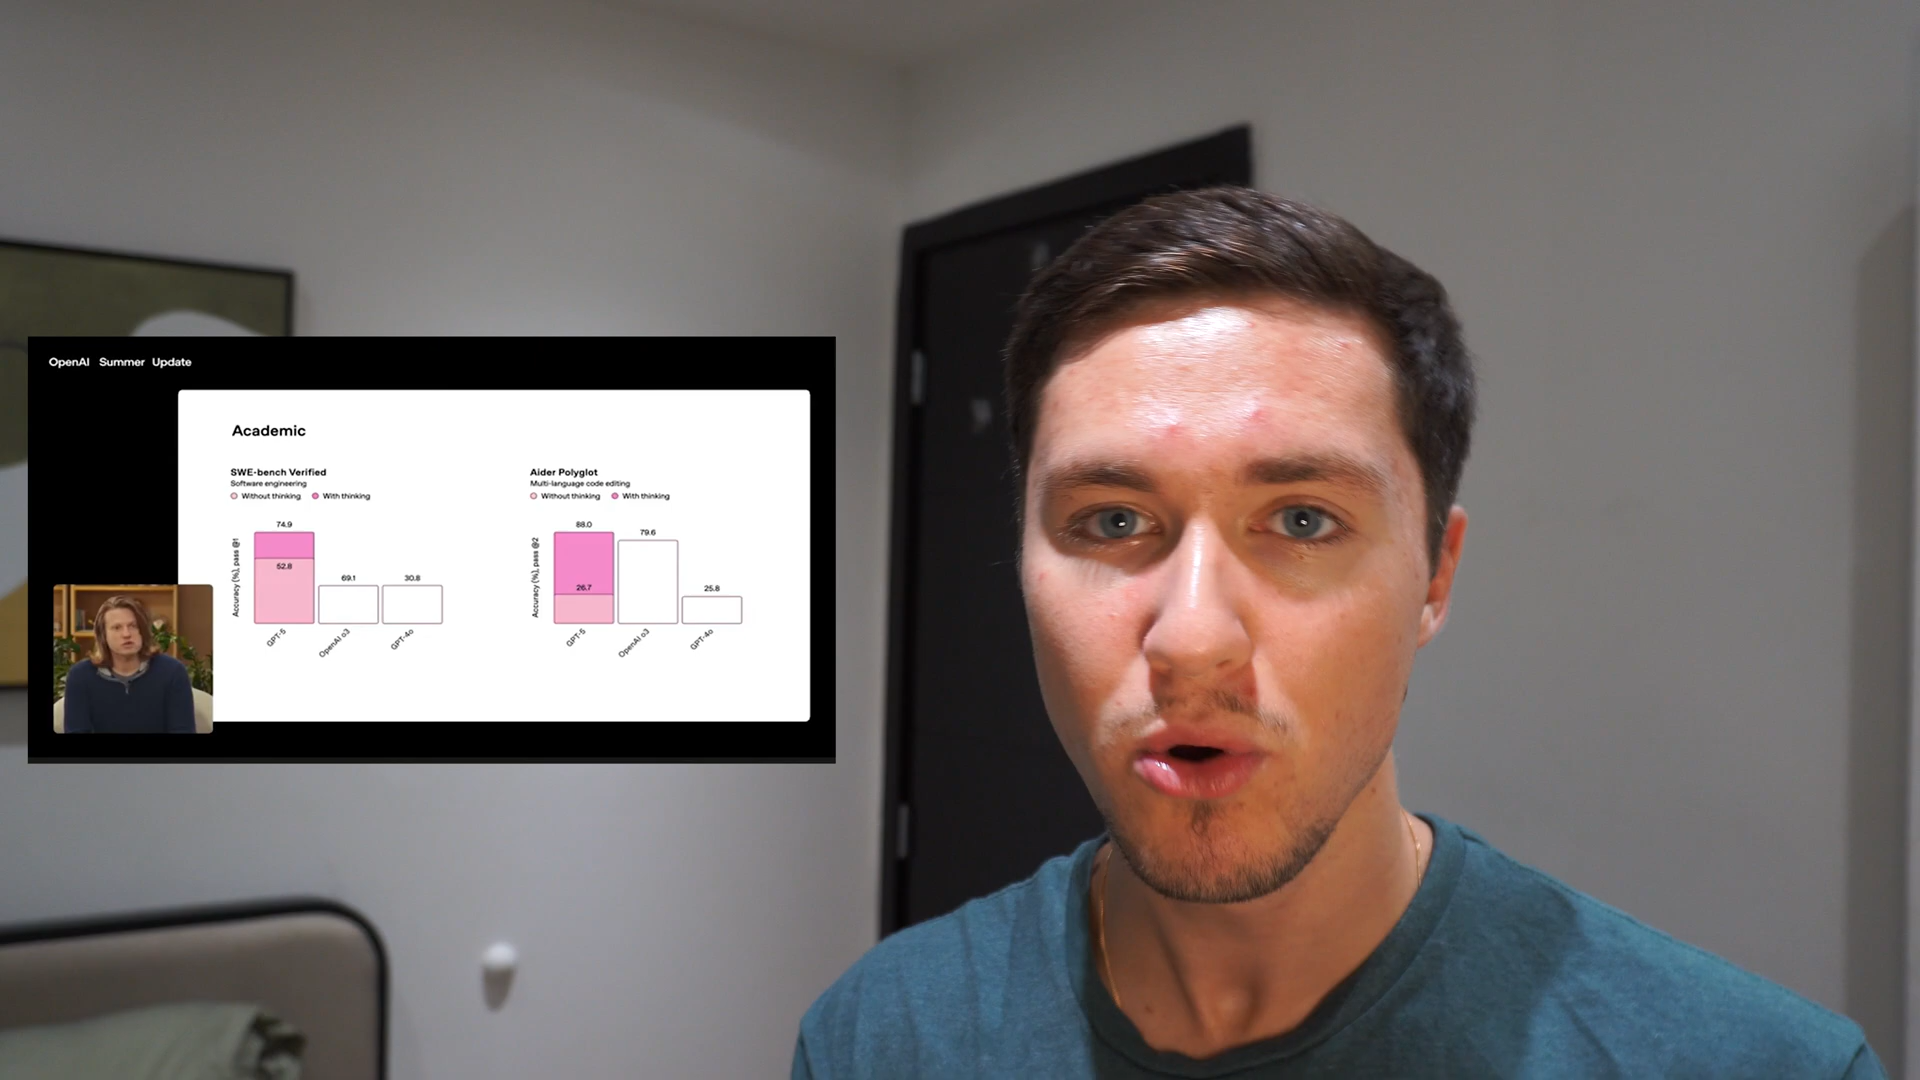 OpenAI Summer Update
Academic
SWE-bench Verified
Software engineering
Without thinking With thinking
Accuracy (%), pass @1
74.9
52.8
69.1
30.8
GPT-5
OpenAI o3
GPT-4o
Aider Polyglot
Multi-language code editing
Without thinking With thinking
Accuracy (%), pass @2
88.0
26.7
79.6
25.8
GPT-5
OpenAI o3
GPT-4o